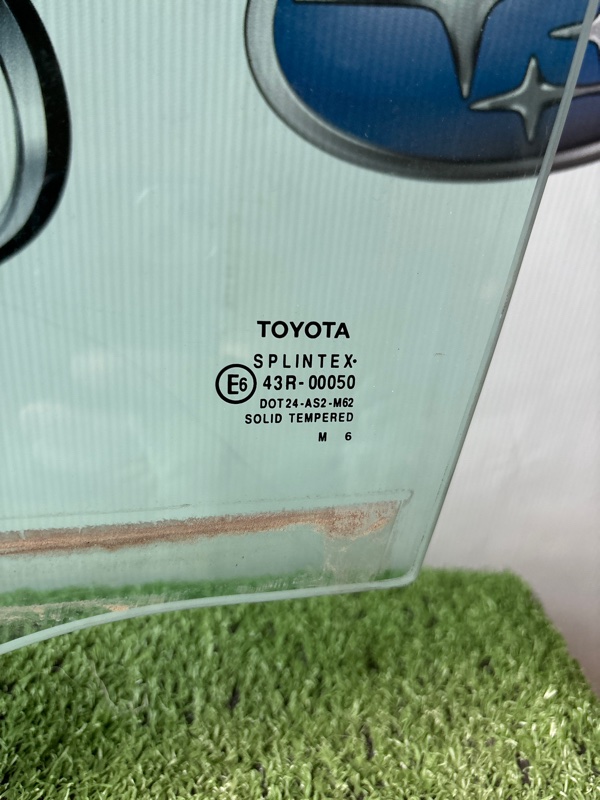 TOYOTA
SPLINTEX
E6 43R-00050
DOT24-AS2-M62
SOLID TEMPERED
M 6